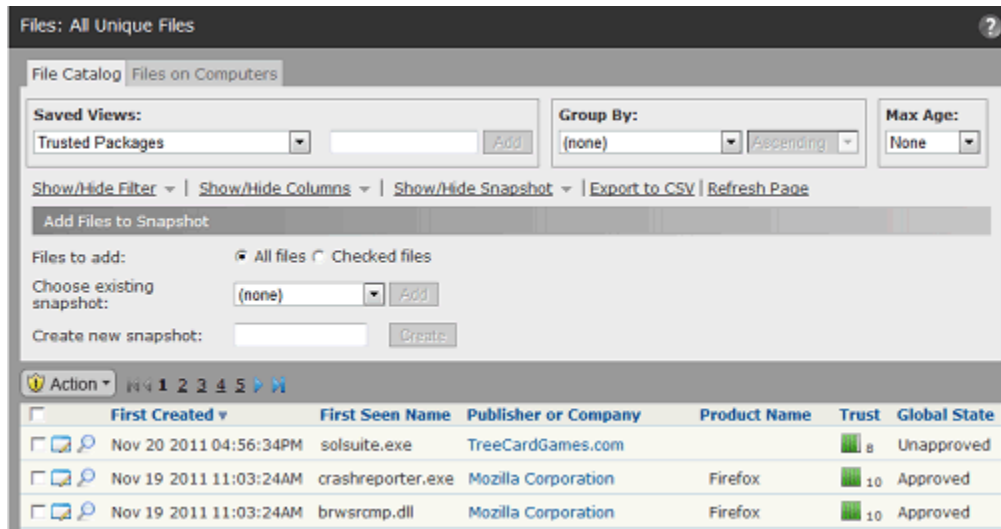 Files: All Unique Files
?
File Catalog Files on Computers
Saved Views: Group By: Max Age:
Trusted Packages Add (none) Ascending None
Show/Hide Filter | Show/Hide Columns | Show/Hide Snapshot | Export to CSV | Refresh Page
Add Files to Snapshot
Files to add: All files Checked files
Choose existing
snapshot: (none) Add
Create new snapshot: Create
Action 1 2 3 4 5
First Created First Seen Name Publisher or Company Product Name Trust Global State
Nov 20 2011 04:56:34PM solsuite.exe TreeCardGames.com 8 Unapproved
Nov 19 2011 11:03:24AM crashreporter.exe Mozilla Corporation Firefox 10 Approved
Nov 19 2011 11:03:24AM brwsrcmp.dll Mozilla Corporation Firefox 10 Approved